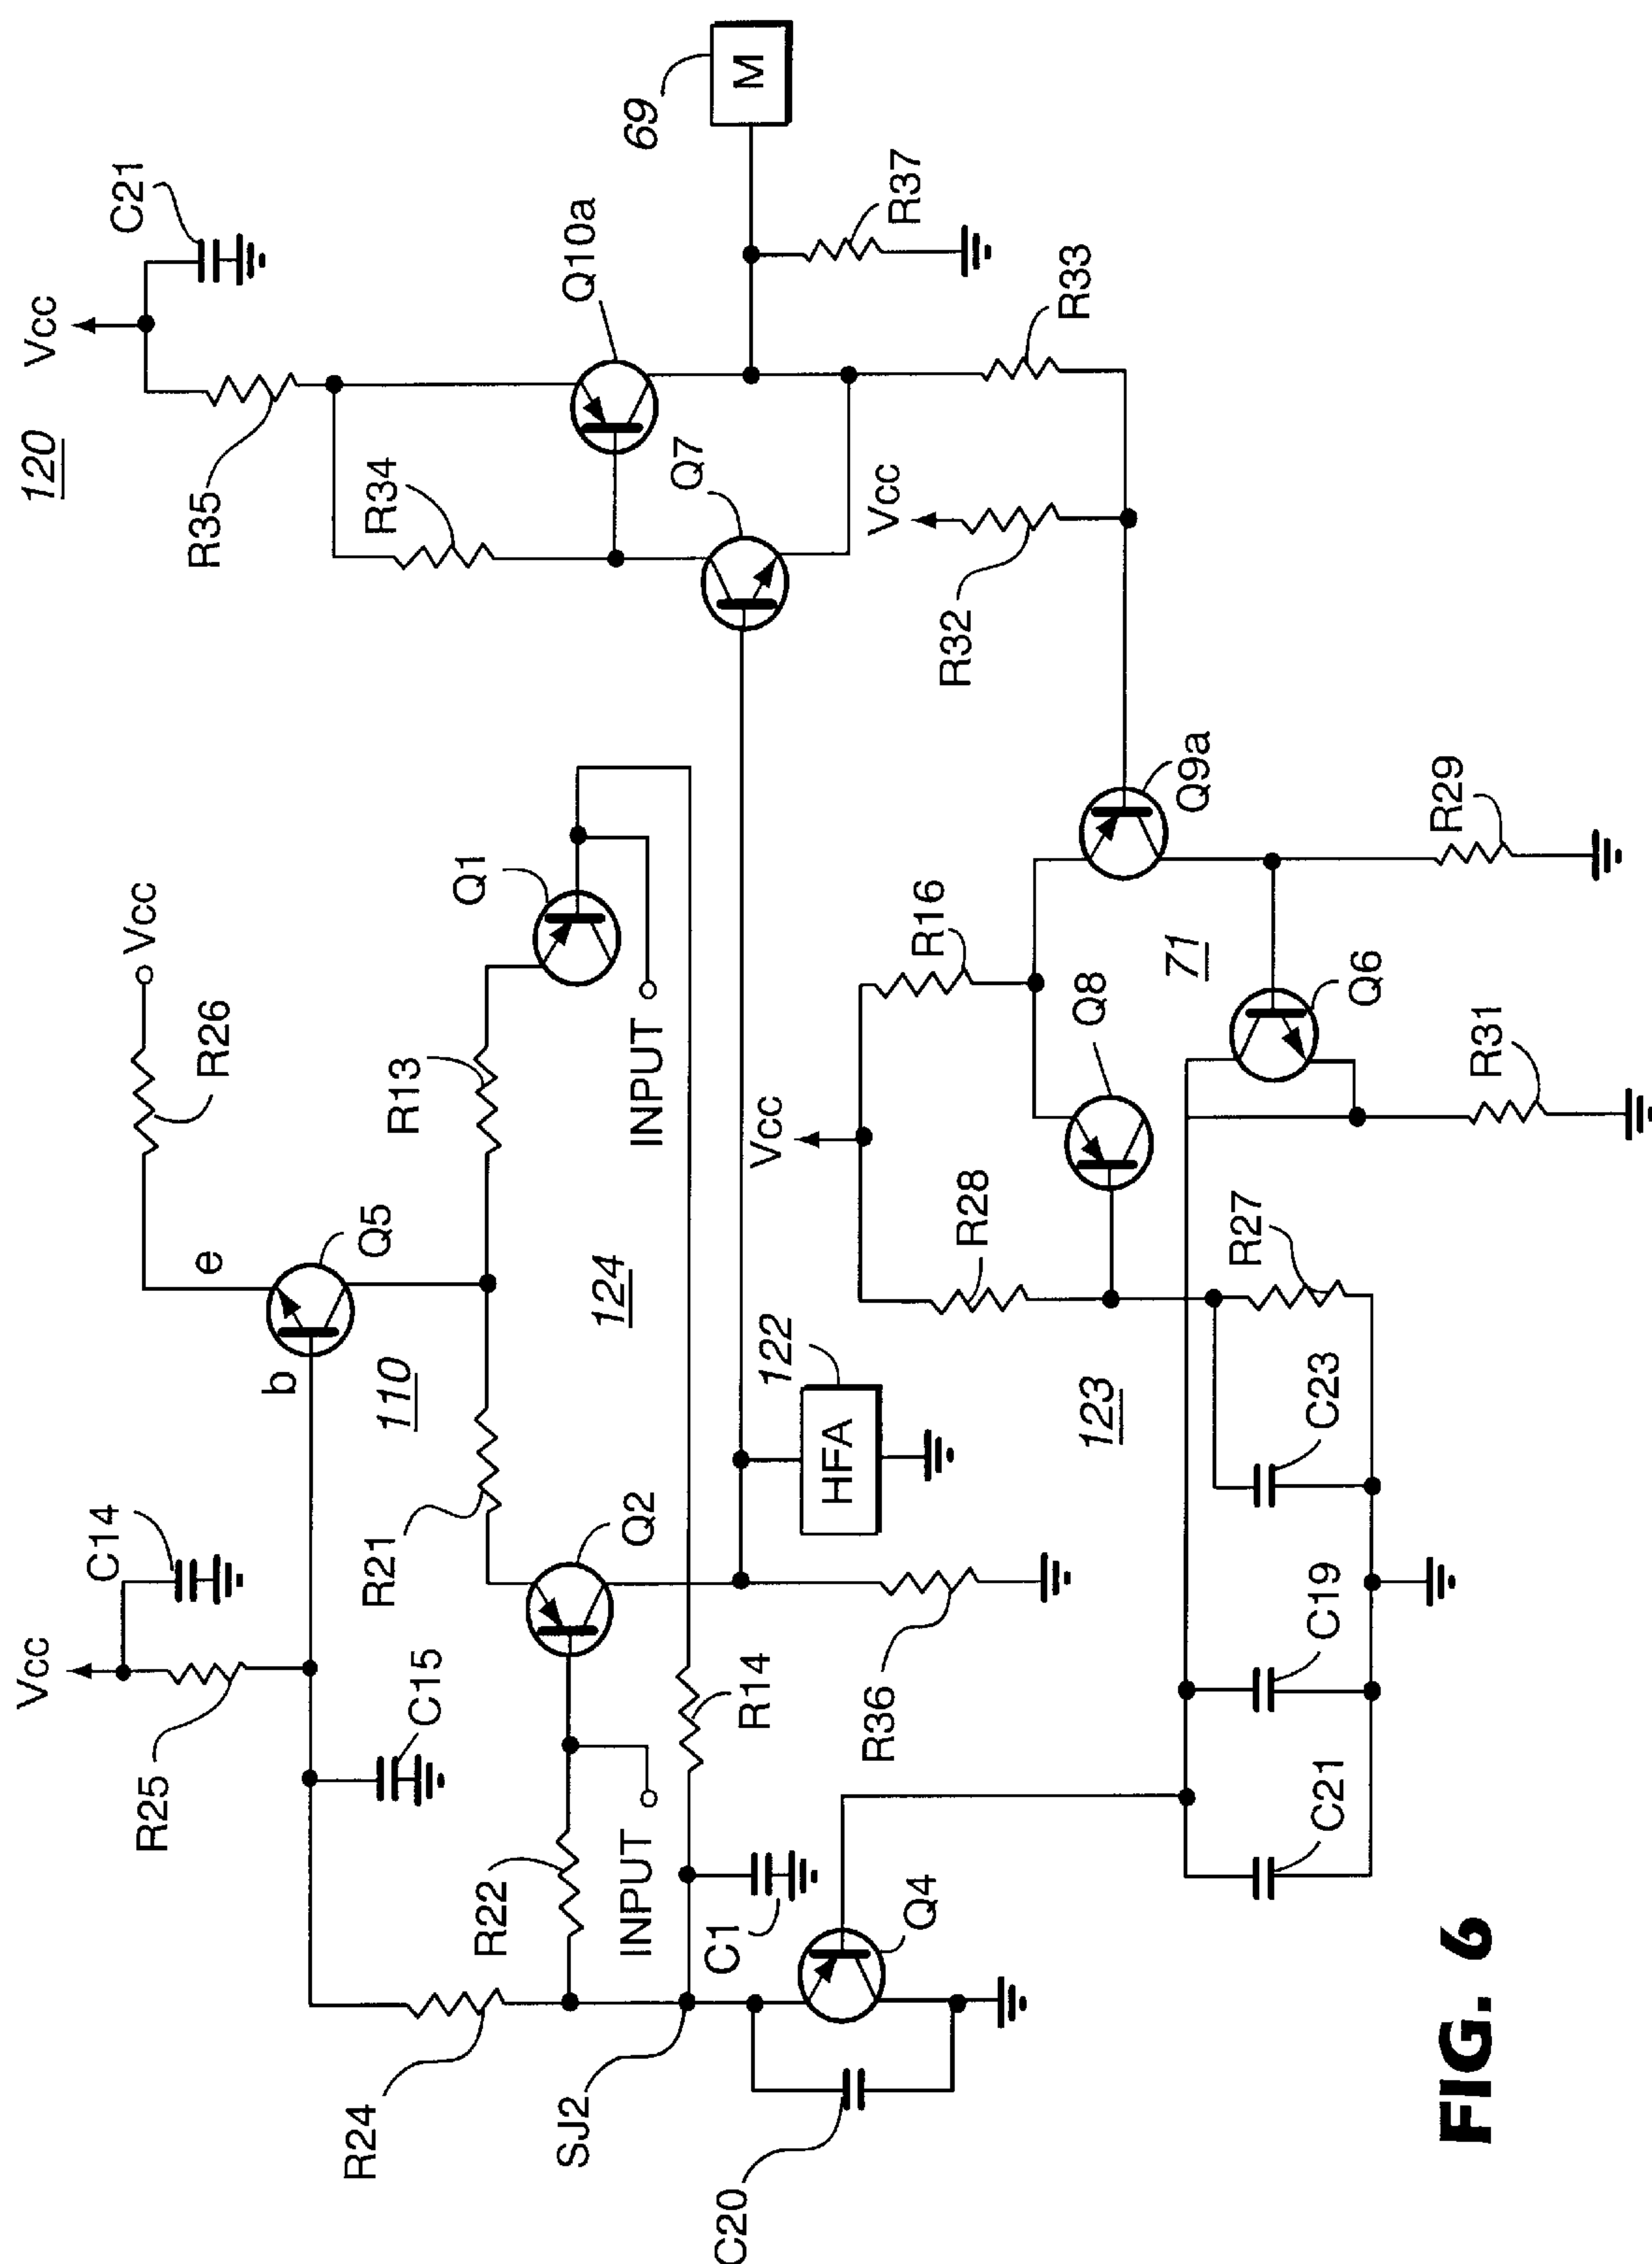 120
Vcc
C21
R35
R34
Q10a
69
M
Q7
R37
Vcc
R33
R32
Vcc
R26
e
Q5
b
110
R13
Q1
INPUT
124
R21
Vcc
C14
R25
C15
Q2
R22
INPUT
R24
SJ2
C1
R14
R36
122
HFA
C20
Q4
Vcc
R16
R28
Q8
Q9a
71
Q6
R29
R31
R27
123
C23
C19
C21
FIG. 6